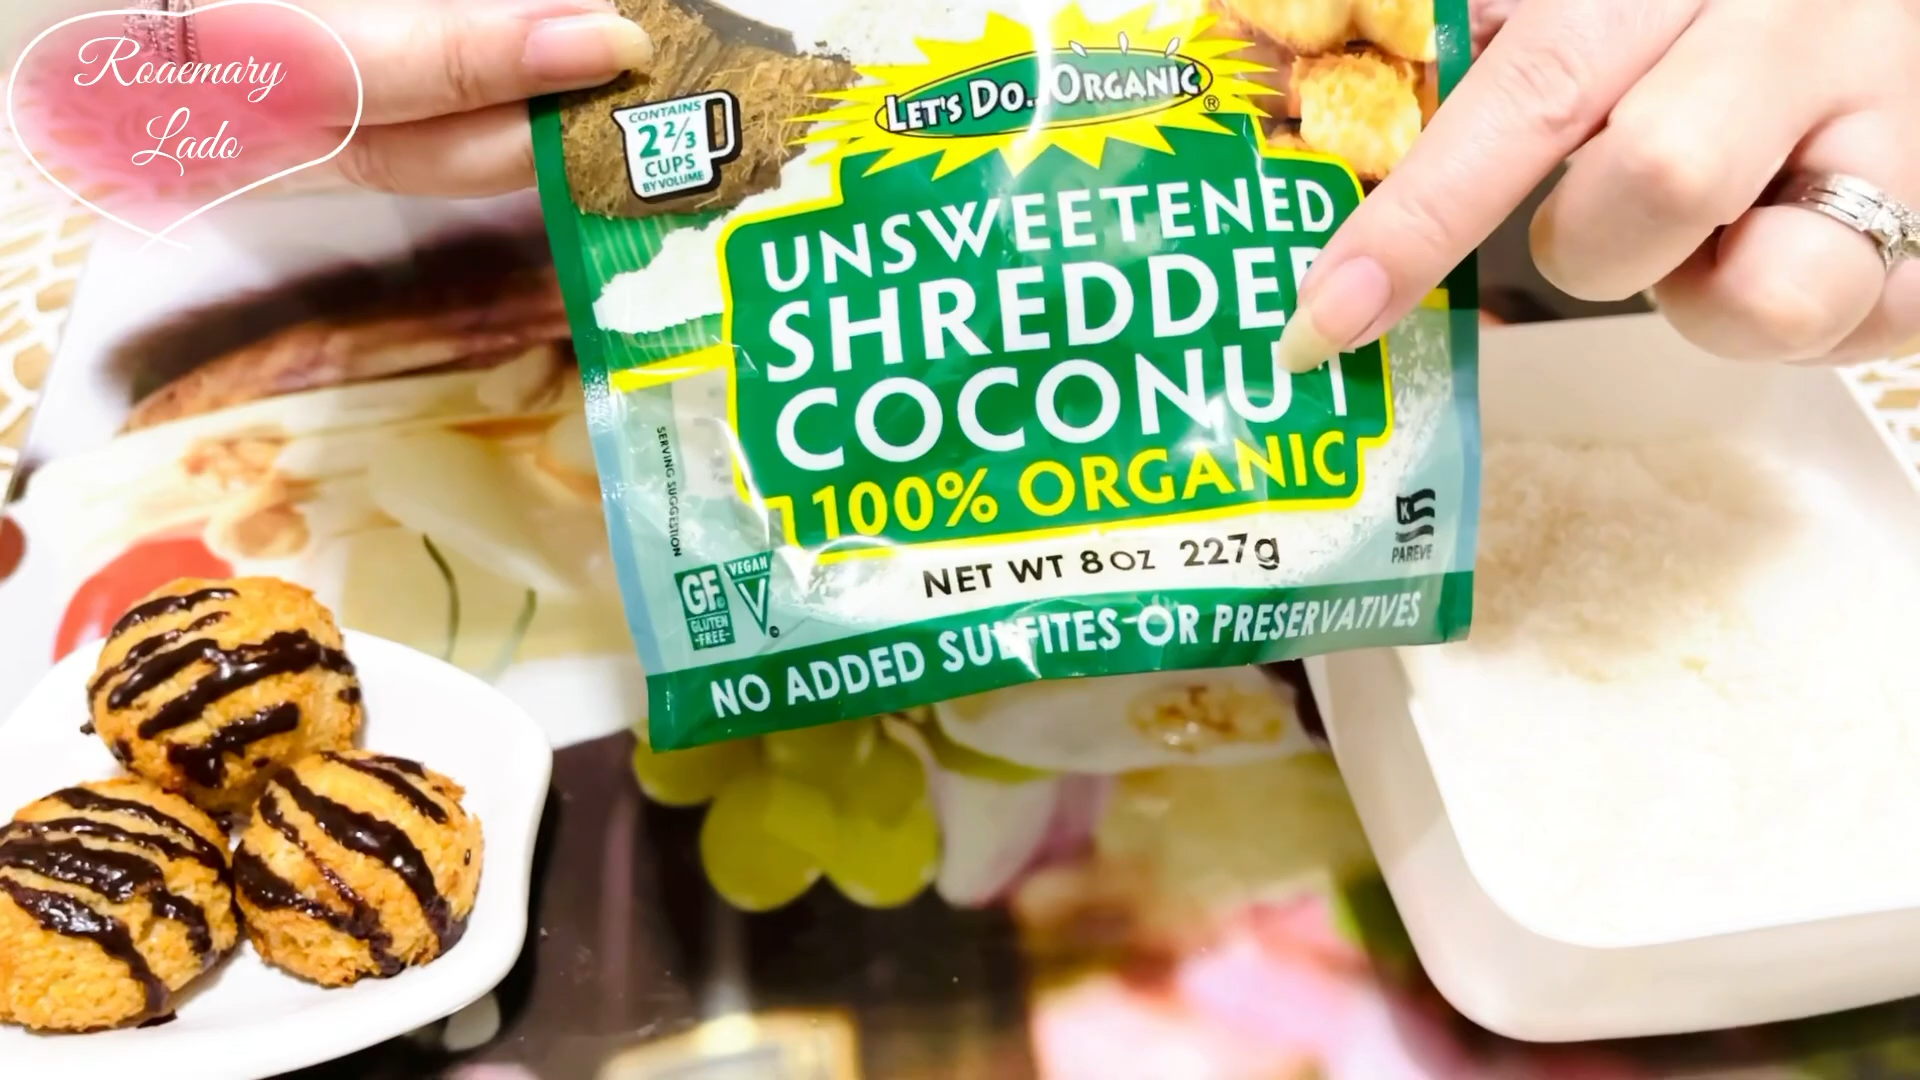 Roaemary
Lado
CONTAINS
2 2/3
CUPS
BY VOLUME
LET'S DO...ORGANIC®
UNSWEETENED
SHREDDED
COCONUT
100% ORGANIC
SERVING SUGGESTION
NET WT 8 OZ 227g
K
PAREVE
GF
GLUTEN
-FREE-
VEGAN
V
NO ADDED SULFITES OR PRESERVATIVES